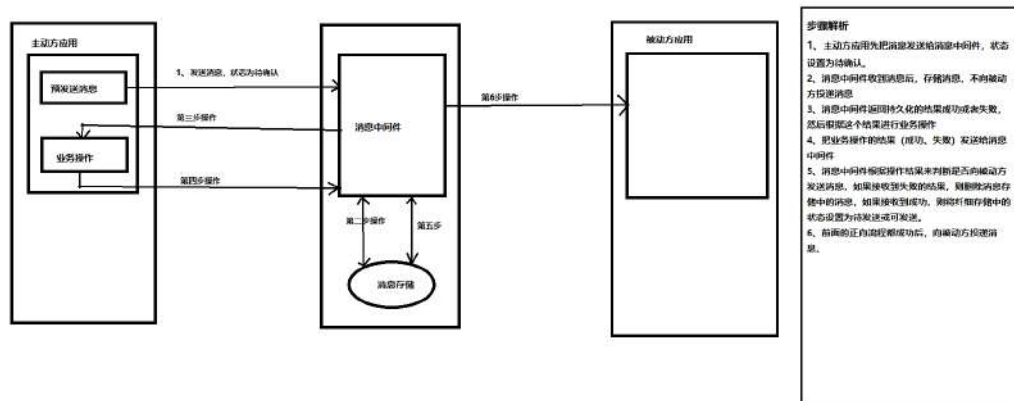 主动方应用
预发送消息
1、发送消息，状态为待确认
第三步操作
业务操作
第四步操作
消息中间件
第二步操作
第五步
消息存储
第6步操作
被动方应用
步骤解析
1、主动方应用先把消息发送给消息中间件，状态
设置为待确认。
2、消息中间件收到消息后，存储消息，不向被动
方投递消息
3、消息中间件返回持久化的结果成功或者失败，
然后根据这个结果进行业务操作
4、把业务操作的结果（成功、失败）发送给消息
中间件
5、消息中间件根据操作结果来判断是否向被动方
发送消息，如果接收到失败的结果，则删除消息存
储中的消息，如果接收到成功，则将纤细存储中的
状态设置为待发送或可发送。
6、前面的正向流程都成功后，向被动方投递消
息。